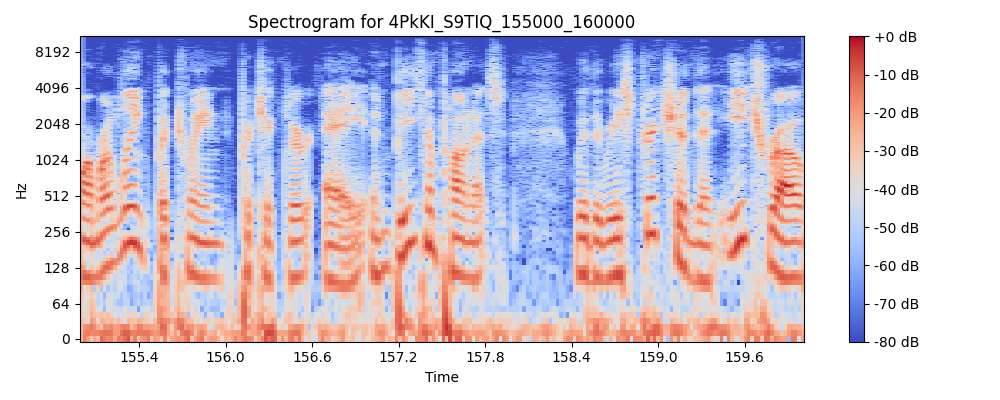 Spectrogram for 4PkKI_S9TIQ_155000_160000
8192
4096
2048
1024
512
256
128
64
0
Hz
155.4 156.0 156.6 157.2 157.8 158.4 159.0 159.6
Time
+0 dB
-10 dB
-20 dB
-30 dB
-40 dB
-50 dB
-60 dB
-70 dB
-80 dB